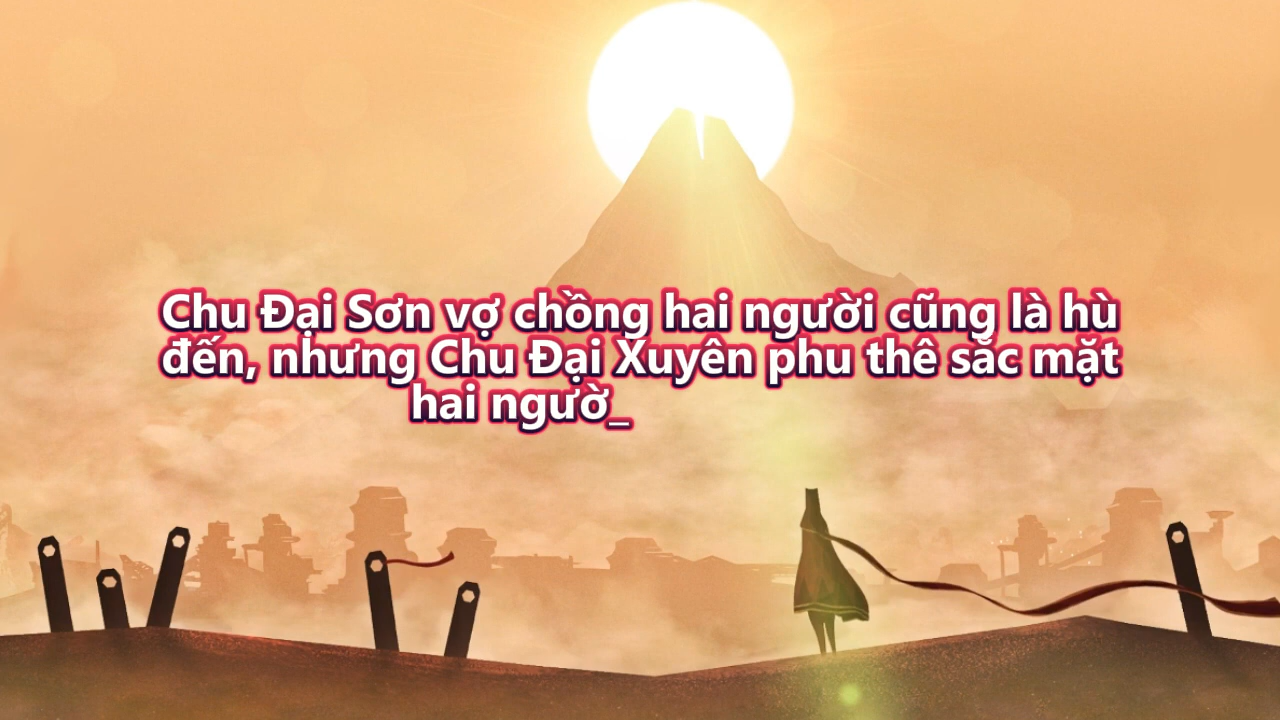 Chu Đại Sơn vợ chồng hai người cũng là hù
đến, nhưng Chu Đại Xuyên phu thê sắc mặt
hai ngườ_